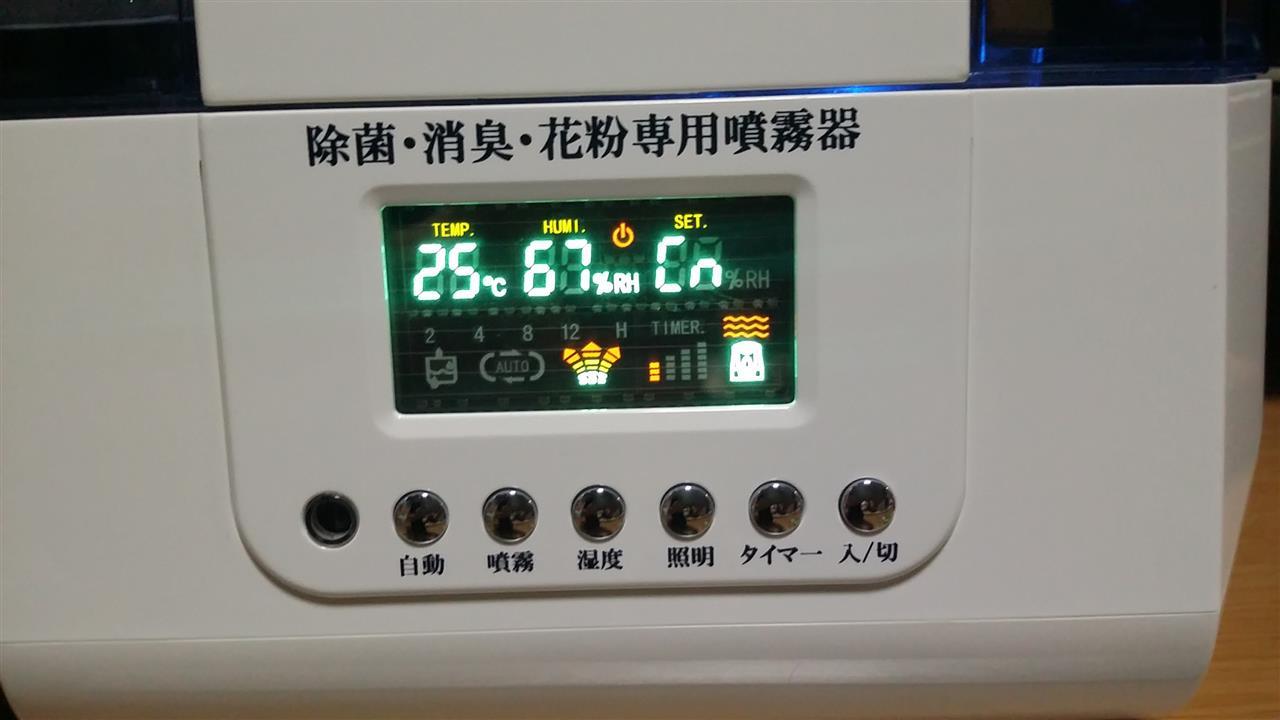 除菌・消臭・花粉専用噴霧器
TEMP. HUMI. SET.
25℃ 67%RH Cn %RH
2 4 8 12 H TIMER.
AUTO
自動 噴霧 湿度 照明 タイマー 入/切